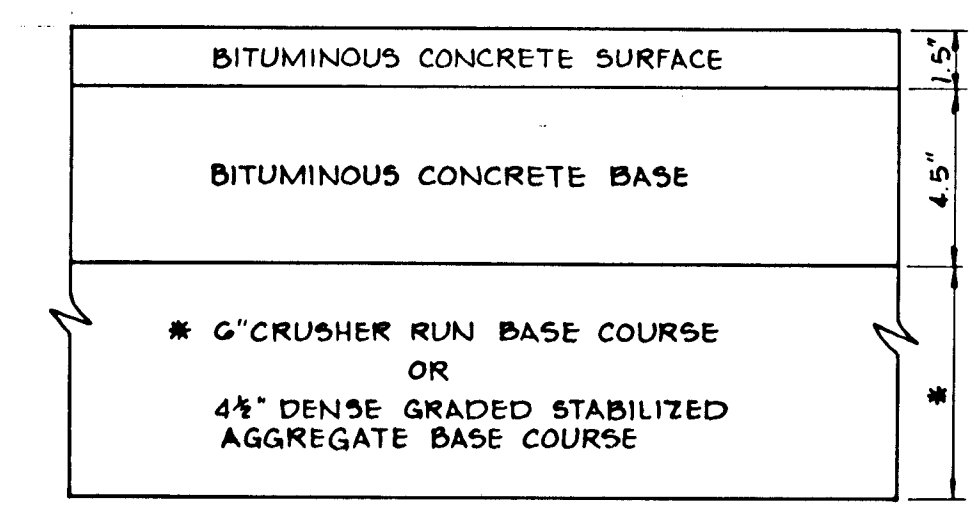 BITUMINOUS CONCRETE SURFACE
1.5"
BITUMINOUS CONCRETE BASE
4.5"
* 6" CRUSHER RUN BASE COURSE
OR
4½" DENSE GRADED STABILIZED
AGGREGATE BASE COURSE
*